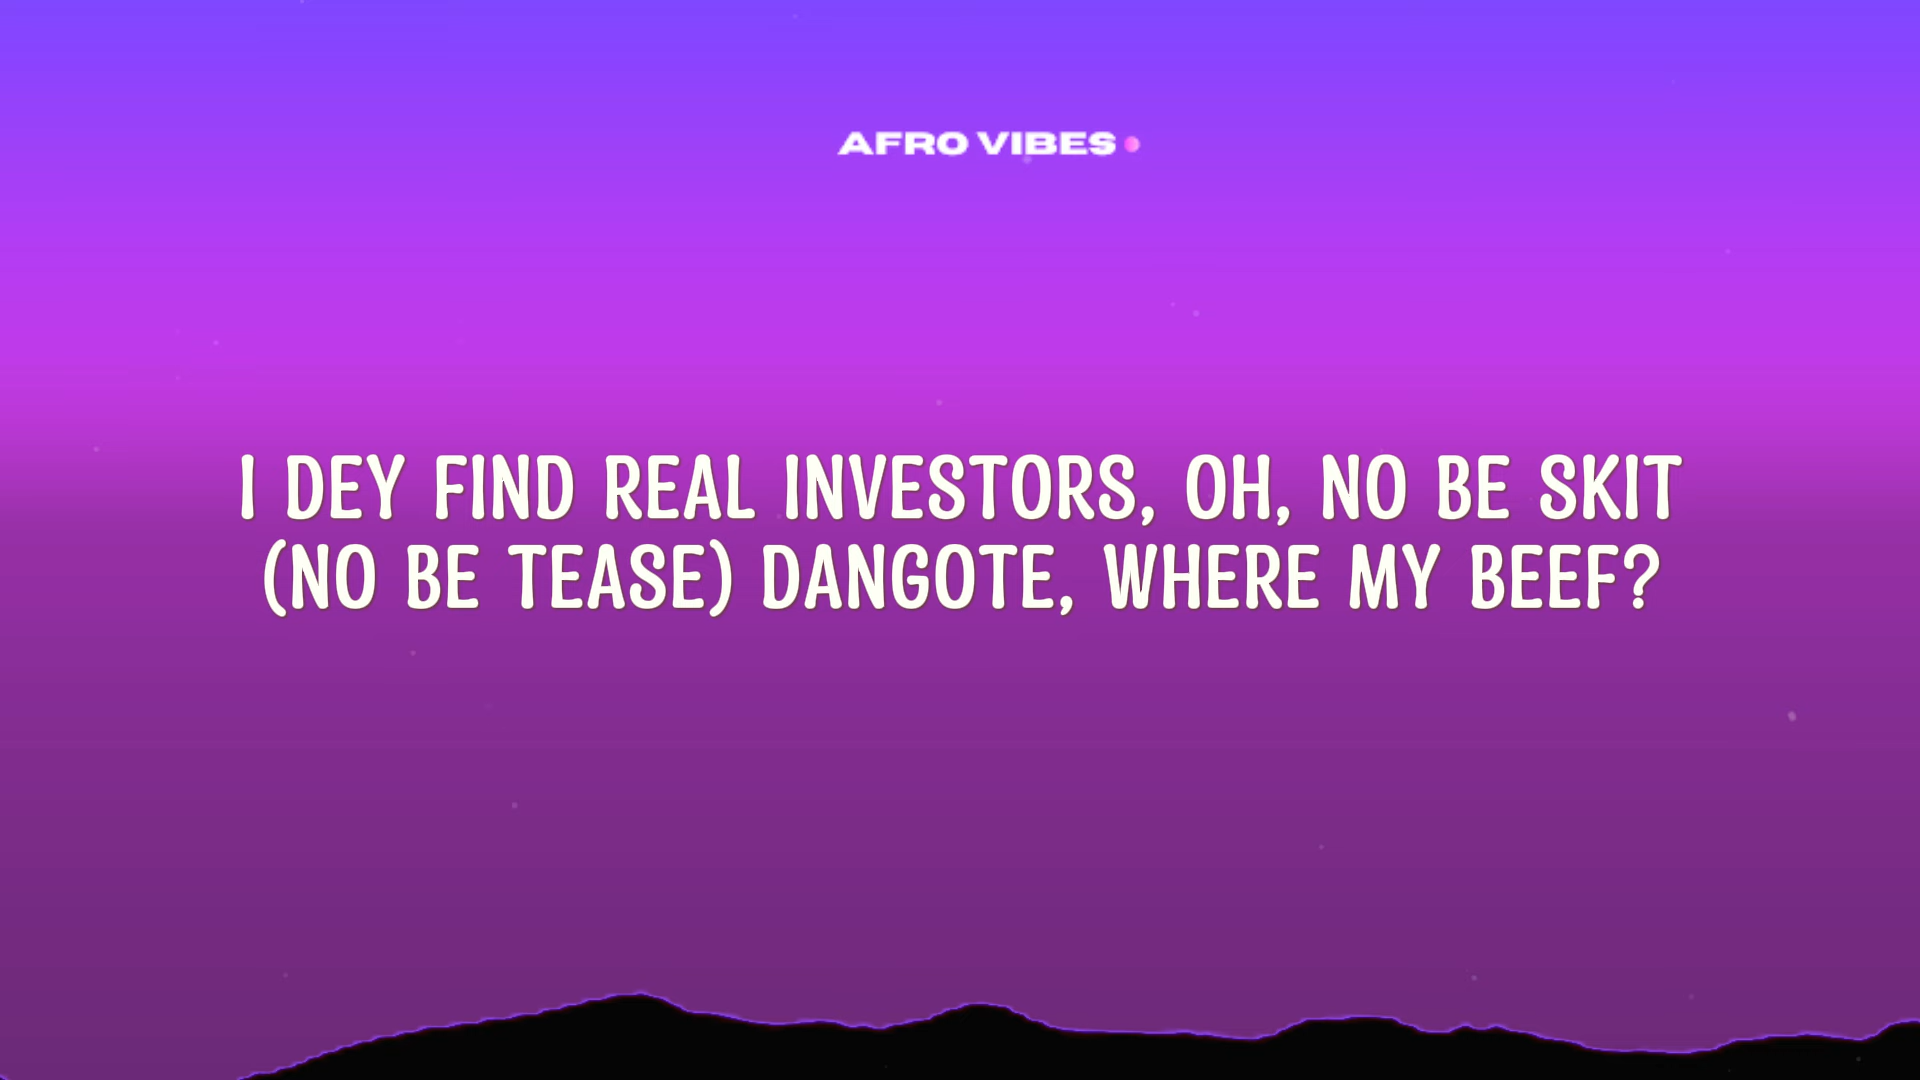 AFRO VIBES
I DEY FIND REAL INVESTORS, OH, NO BE SKIT
(NO BE TEASE) DANGOTE, WHERE MY BEEF?